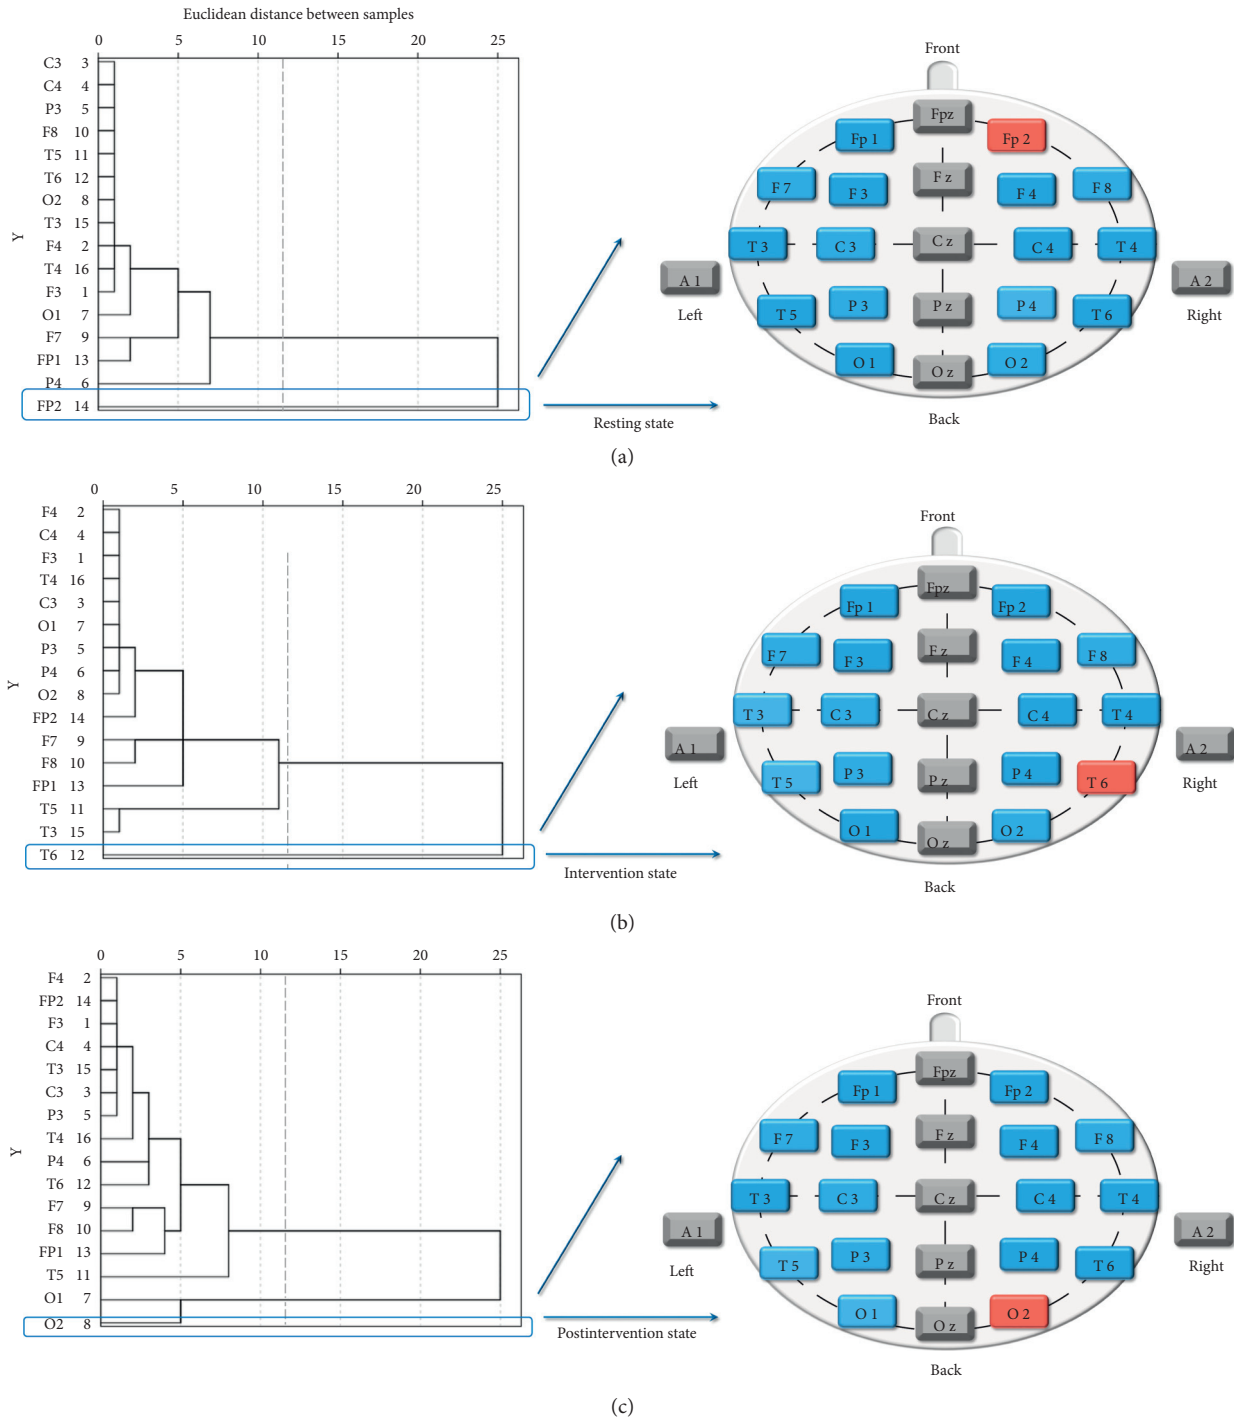 Euclidean distance between samples
0 5 10 15 20 25
Y
C3 3
C4 4
P3 5
F8 10
T5 11
T6 12
O2 8
T3 15
F4 2
T4 16
F3 1
O1 7
F7 9
FP1 13
P4 6
FP2 14
Resting state
Front
Fpz
Fp 1 Fp 2
F 7 F 3 F z F 4 F 8
T 3 C 3 C z C 4 T 4
A 1 A 2
Left Right
T 5 P 3 P z P 4 T 6
O 1 O z O 2
Back
(a)
0 5 10 15 20 25
Y
F4 2
C4 4
F3 1
T4 16
C3 3
O1 7
P3 5
P4 6
O2 8
FP2 14
F7 9
F8 10
FP1 13
T5 11
T3 15
T6 12
Intervention state
Front
Fpz
Fp 1 Fp 2
F 7 F 3 F z F 4 F 8
T 3 C 3 C z C 4 T 4
A 1 A 2
Left Right
T 5 P 3 P z P 4 T 6
O 1 O z O 2
Back
(b)
0 5 10 15 20 25
Y
F4 2
FP2 14
F3 1
C4 4
T3 15
C3 3
P3 5
T4 16
P4 6
T6 12
F7 9
F8 10
FP1 13
T5 11
O1 7
O2 8
Postintervention state
Front
Fpz
Fp 1 Fp 2
F 7 F 3 F z F 4 F 8
T 3 C 3 C z C 4 T 4
A 1 A 2
Left Right
T 5 P 3 P z P 4 T 6
O 1 O z O 2
Back
(c)